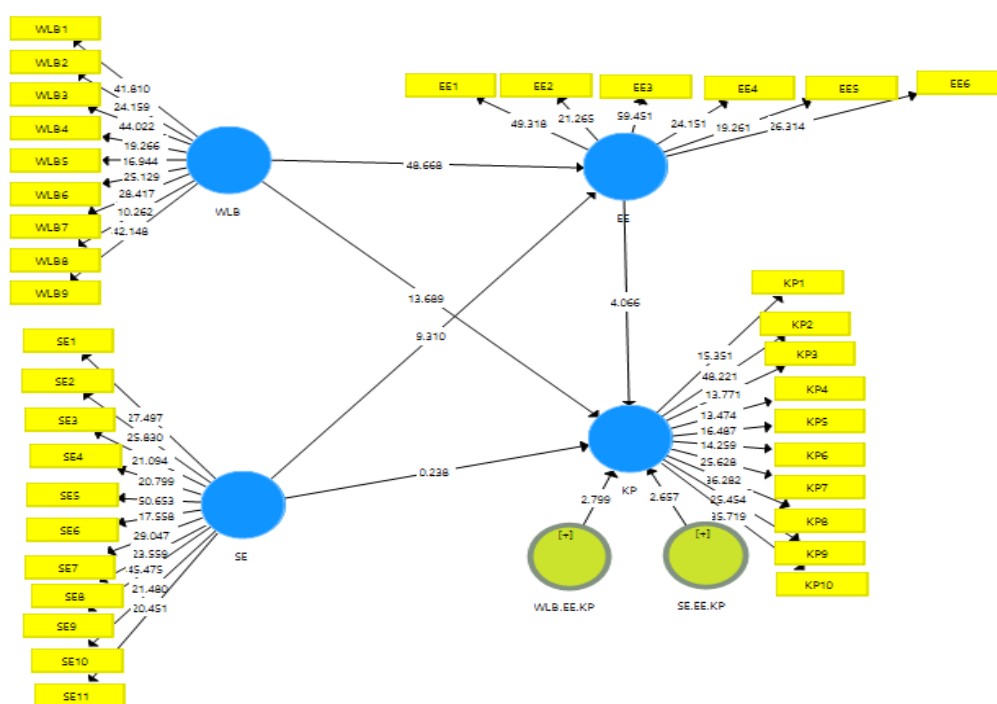 WLB1
WLB2
WLB3
WLB4
WLB5
WLB6
WLB7
WLB8
WLB9
41.810
24.159
44.022
19.266
16.944
25.129
28.417
10.262
42.148
WLB
EE1
EE2
EE3
EE4
EE5
EE6
49.318
21.265
59.451
24.151
19.261
26.314
EE
48.668
13.689
9.310
4.066
0.238
SE1
SE2
SE3
SE4
SE5
SE6
SE7
SE8
SE9
SE10
SE11
27.497
25.830
21.094
20.799
50.653
17.558
29.047
23.559
45.475
21.480
20.451
SE
KP1
KP2
KP3
KP4
KP5
KP6
KP7
KP8
KP9
KP10
15.351
48.221
13.771
13.474
16.487
14.259
25.628
36.282
25.454
35.719
KP
2.799
2.657
[+]
[+]
WLB.EE.KP
SE.EE.KP